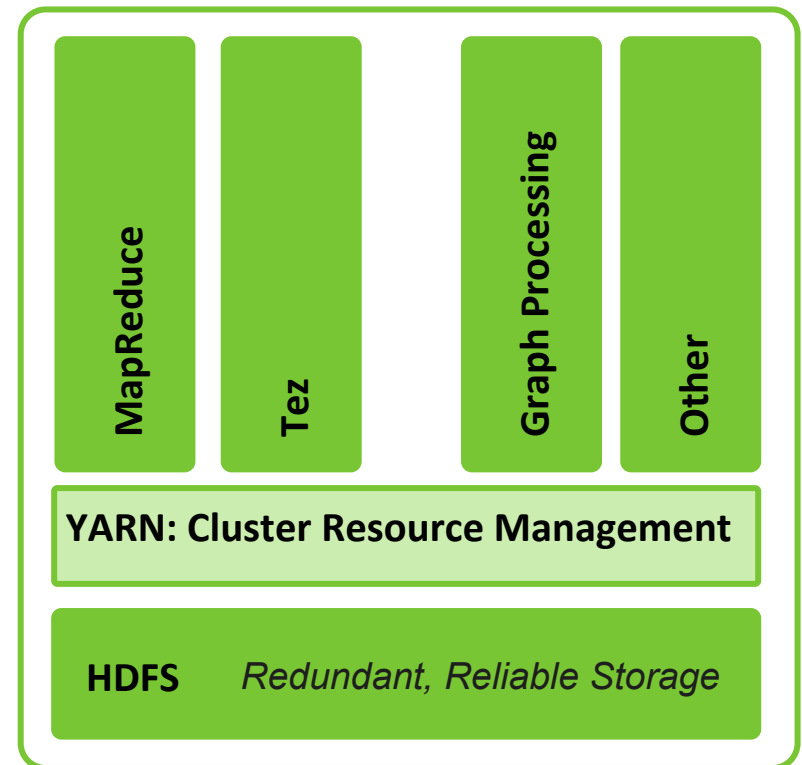 MapReduce
Tez
Graph Processing
Other
YARN: Cluster Resource Management
HDFS Redundant, Reliable Storage